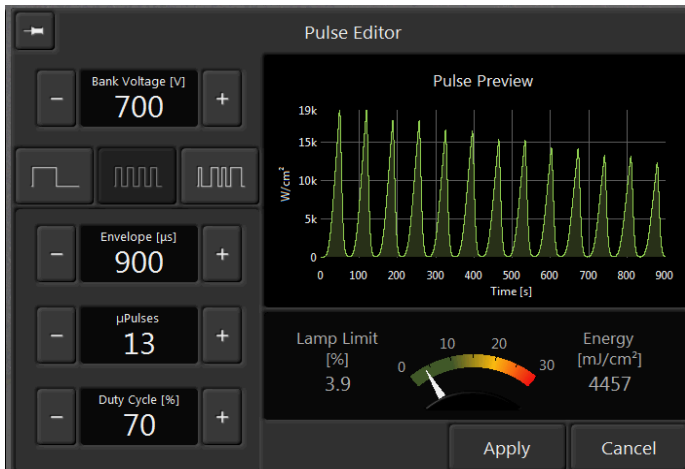 Pulse Editor
Bank Voltage [V]
− 700 +
Envelope [µs]
− 900 +
µPulses
− 13 +
Duty Cycle [%]
− 70 +
Pulse Preview
19k
15k
10k
5k
0
W/cm²
0 100 200 300 400 500 600 700 800 900
Time [s]
Lamp Limit
[%]
3.9
0 10 20 30
Energy
[mJ/cm²]
4457
Apply Cancel